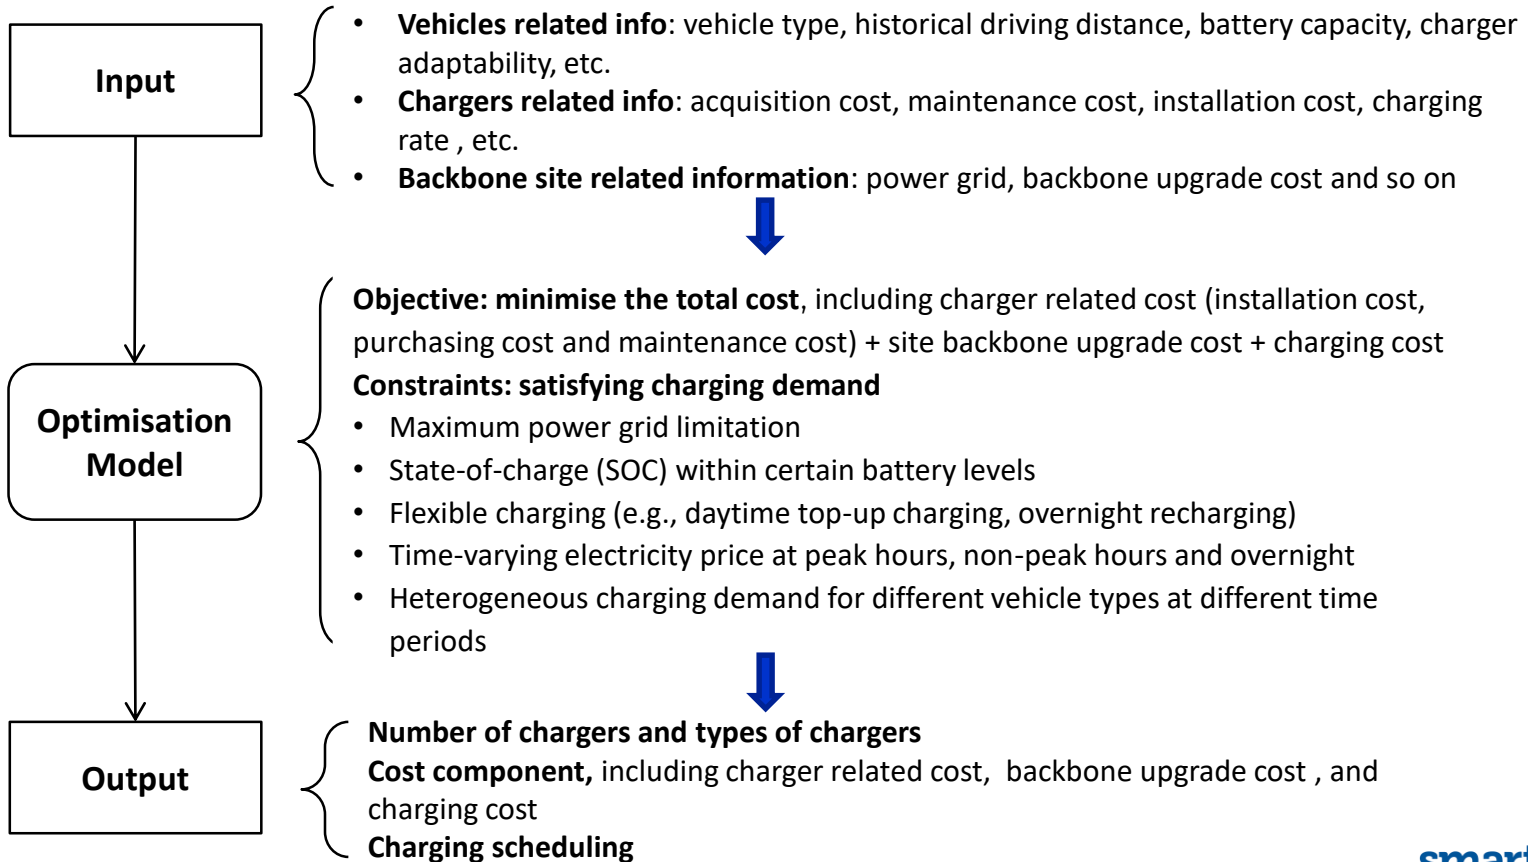 Input
• Vehicles related info: vehicle type, historical driving distance, battery capacity, charger
adaptability, etc.
• Chargers related info: acquisition cost, maintenance cost, installation cost, charging
rate , etc.
• Backbone site related information: power grid, backbone upgrade cost and so on
Optimisation
Model
Objective: minimise the total cost, including charger related cost (installation cost,
purchasing cost and maintenance cost) + site backbone upgrade cost + charging cost
Constraints: satisfying charging demand
• Maximum power grid limitation
• State-of-charge (SOC) within certain battery levels
• Flexible charging (e.g., daytime top-up charging, overnight recharging)
• Time-varying electricity price at peak hours, non-peak hours and overnight
• Heterogeneous charging demand for different vehicle types at different time
periods
Output
Number of chargers and types of chargers
Cost component, including charger related cost, backbone upgrade cost , and
charging cost
Charging scheduling